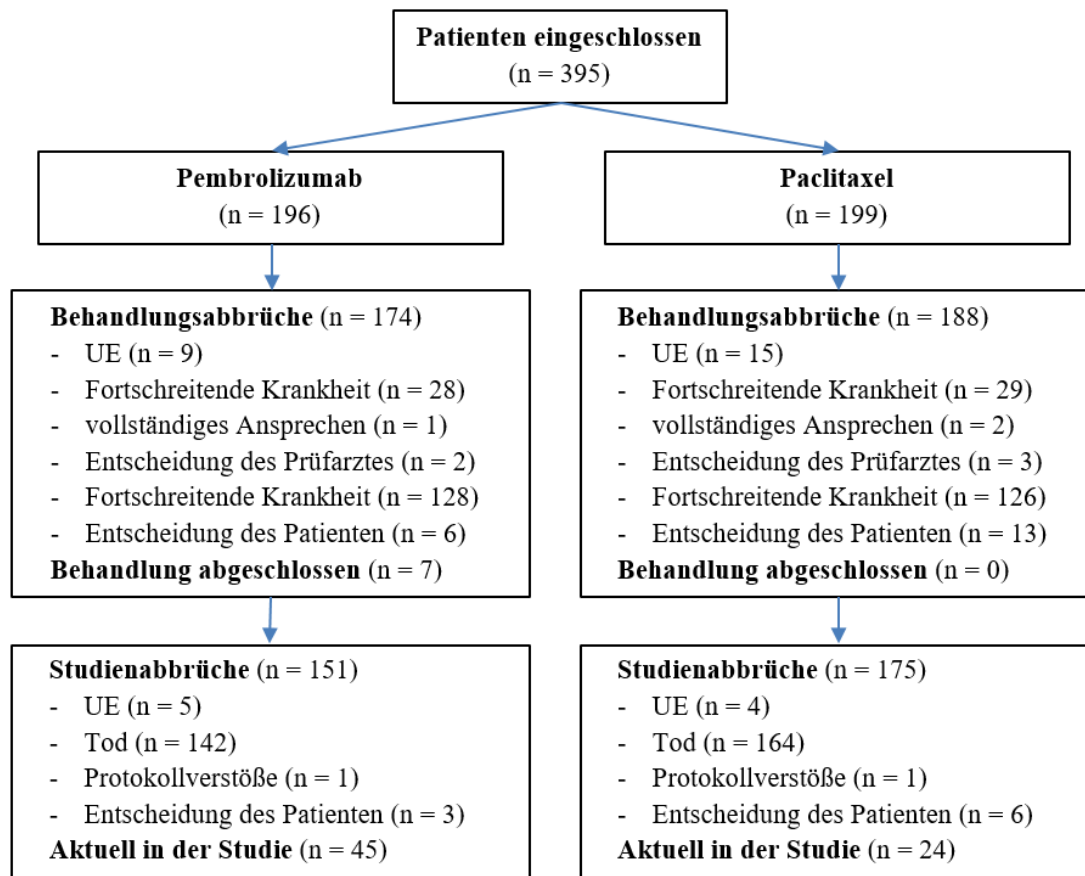 Patienten eingeschlossen
(n = 395)
Pembrolizumab
(n = 196)
Paclitaxel
(n = 199)
Behandlungsabbrüche (n = 174)
- UE (n = 9)
- Fortschreitende Krankheit (n = 28)
- vollständiges Ansprechen (n = 1)
- Entscheidung des Prüfarztes (n = 2)
- Fortschreitende Krankheit (n = 128)
- Entscheidung des Patienten (n = 6)
Behandlung abgeschlossen (n = 7)
Behandlungsabbrüche (n = 188)
- UE (n = 15)
- Fortschreitende Krankheit (n = 29)
- vollständiges Ansprechen (n = 2)
- Entscheidung des Prüfarztes (n = 3)
- Fortschreitende Krankheit (n = 126)
- Entscheidung des Patienten (n = 13)
Behandlung abgeschlossen (n = 0)
Studienabbrüche (n = 151)
- UE (n = 5)
- Tod (n = 142)
- Protokollverstöße (n = 1)
- Entscheidung des Patienten (n = 3)
Aktuell in der Studie (n = 45)
Studienabbrüche (n = 175)
- UE (n = 4)
- Tod (n = 164)
- Protokollverstöße (n = 1)
- Entscheidung des Patienten (n = 6)
Aktuell in der Studie (n = 24)